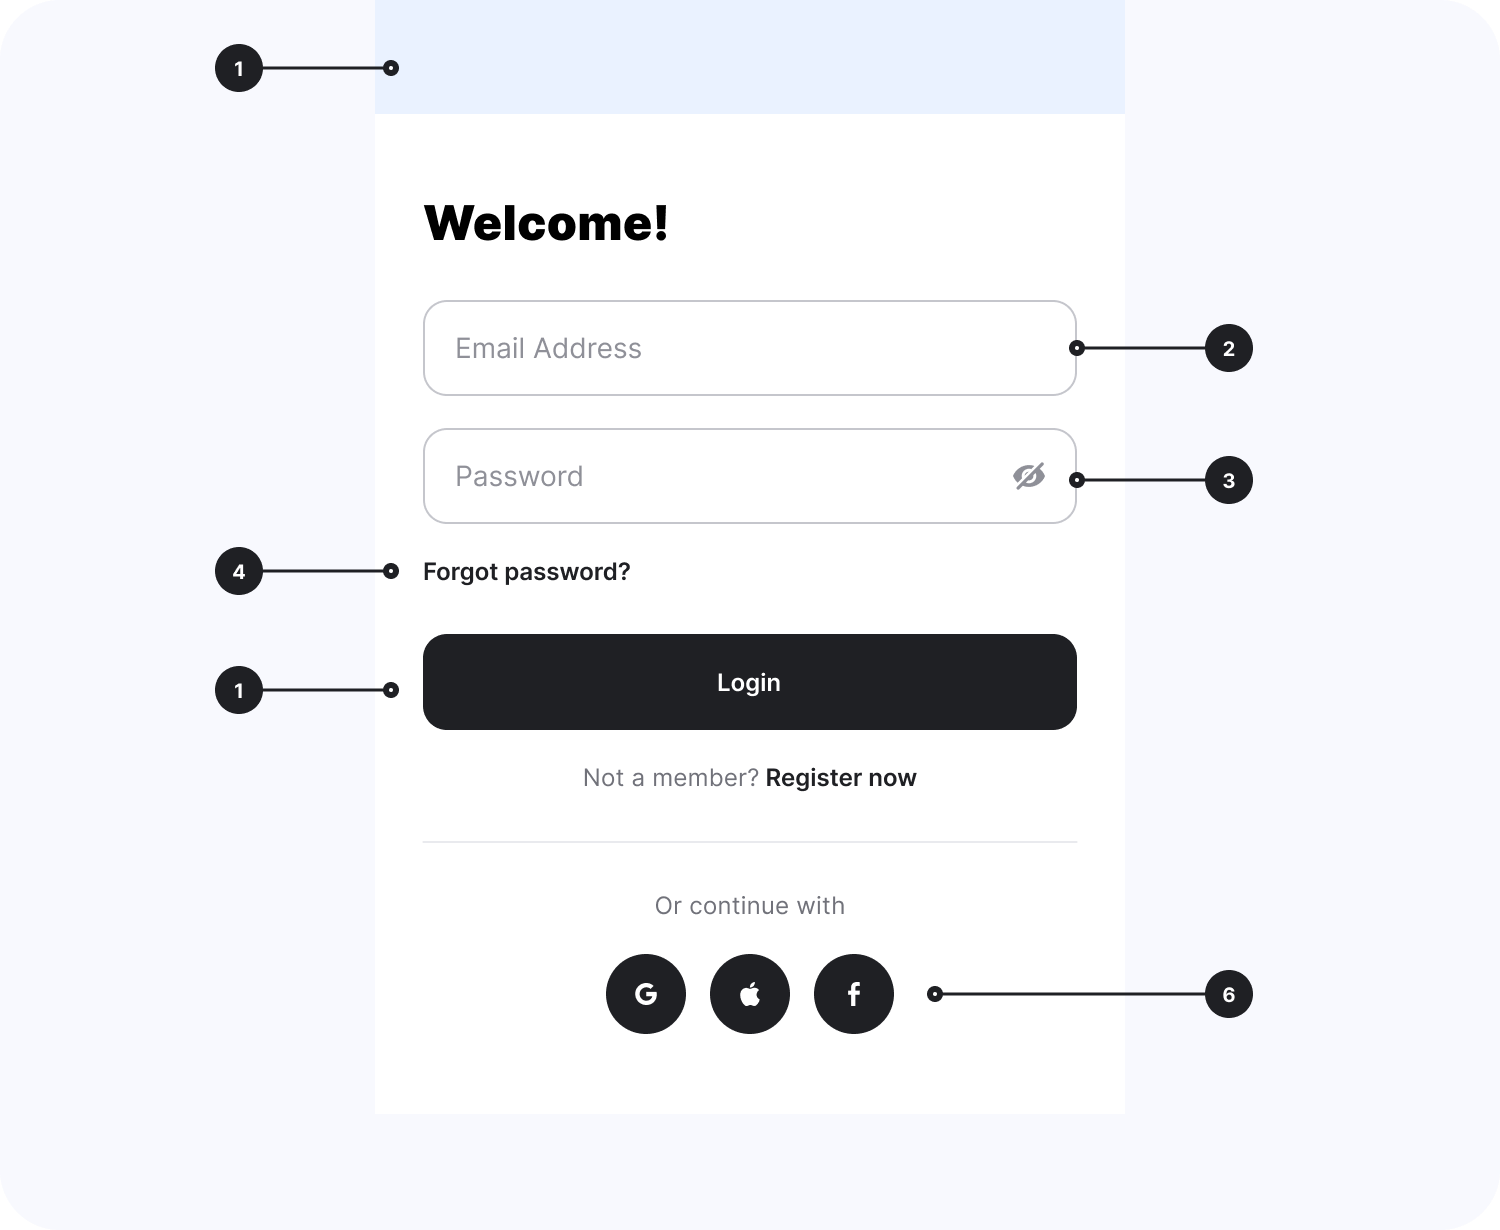 1
Welcome!
Email Address
2
Password
3
4
Forgot password?
1
Login
Not a member? Register now
Or continue with
G
f
6